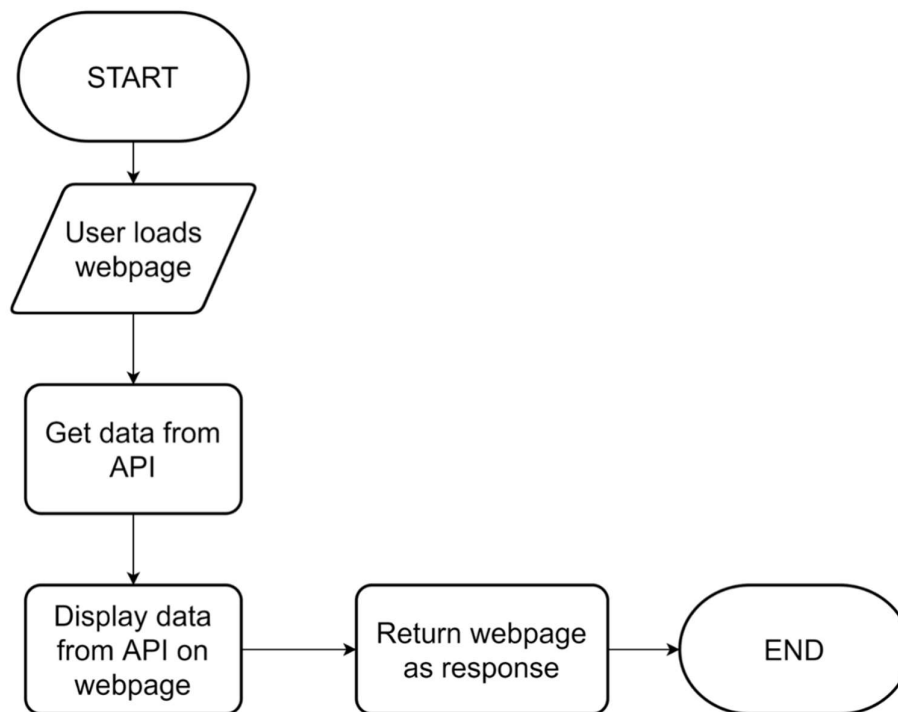 START
User loads
webpage
Get data from
API
Display data
from API on
webpage
Return webpage
as response
END